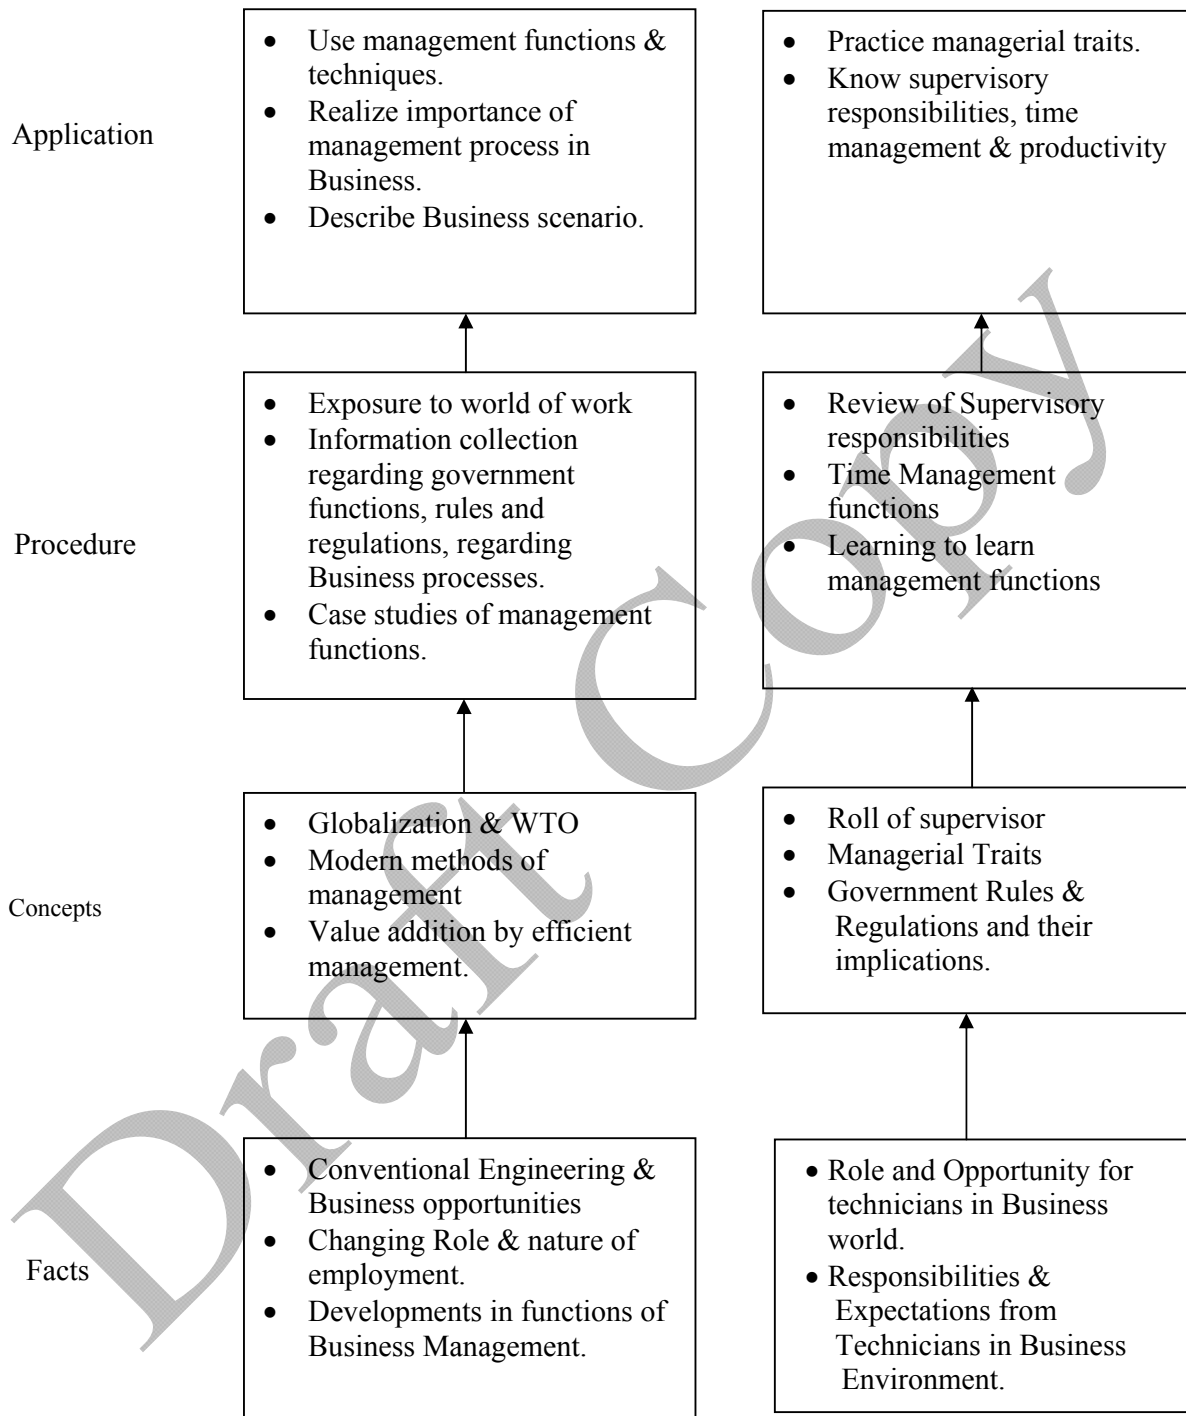 Application
• Use management functions &
techniques.
• Realize importance of
management process in
Business.
• Describe Business scenario.
• Practice managerial traits.
• Know supervisory
responsibilities, time
management & productivity
Procedure
• Exposure to world of work
• Information collection
regarding government
functions, rules and
regulations, regarding
Business processes.
• Case studies of management
functions.
• Review of Supervisory
responsibilities
• Time Management
functions
• Learning to learn
management functions
Concepts
• Globalization & WTO
• Modern methods of
management
• Value addition by efficient
management.
• Roll of supervisor
• Managerial Traits
• Government Rules &
Regulations and their
implications.
Facts
• Conventional Engineering &
Business opportunities
• Changing Role & nature of
employment.
• Developments in functions of
Business Management.
• Role and Opportunity for
technicians in Business
world.
• Responsibilities &
Expectations from
Technicians in Business
Environment.
Draft Copy